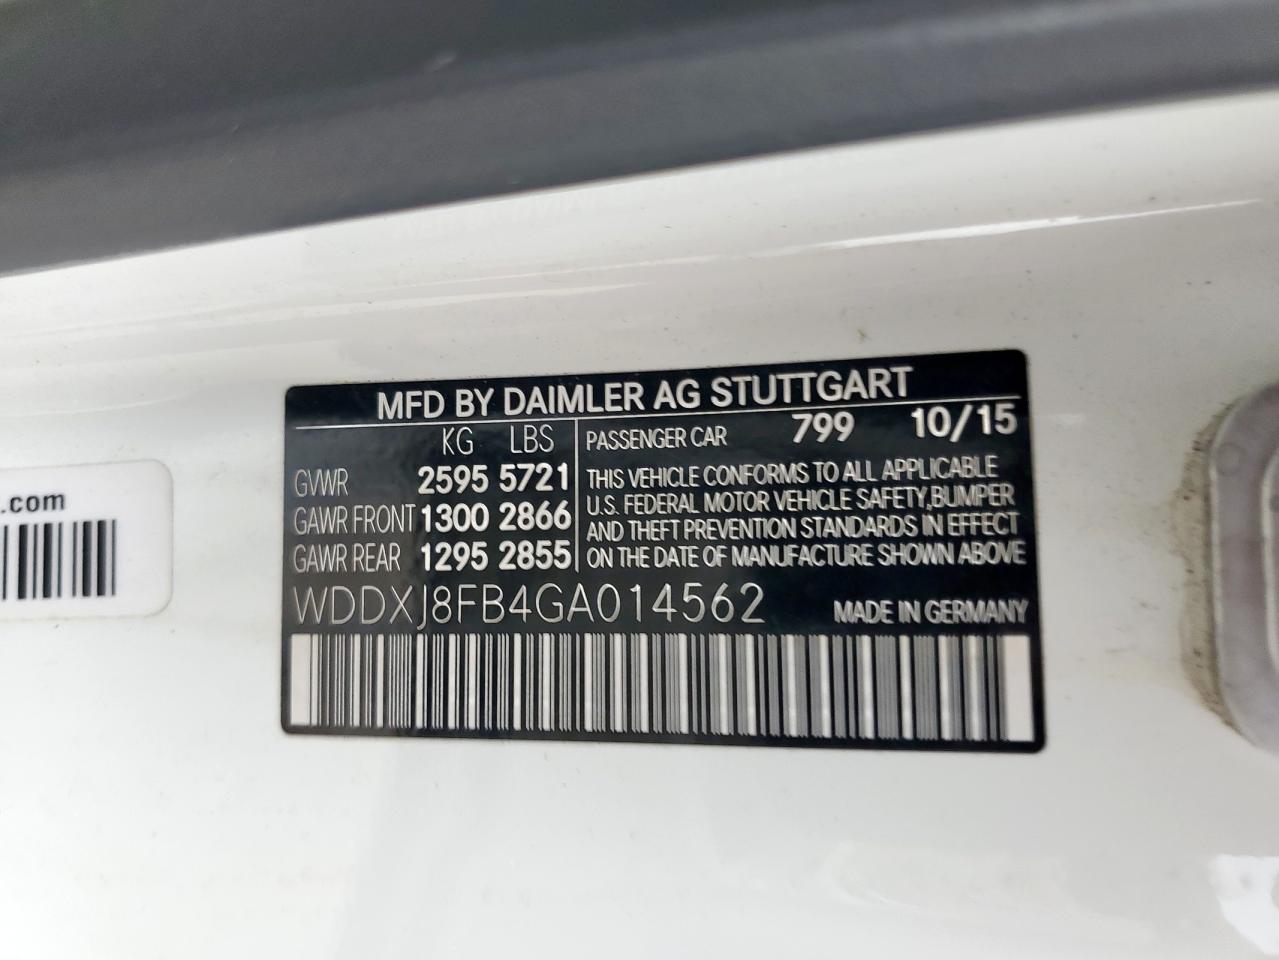 MFD BY DAIMLER AG STUTTGART
KG LBS
GVWR 2595 5721
GAWR FRONT 1300 2866
GAWR REAR 1295 2855
PASSENGER CAR 799 10/15
THIS VEHICLE CONFORMS TO ALL APPLICABLE
U.S. FEDERAL MOTOR VEHICLE SAFETY,BUMPER
AND THEFT PREVENTION STANDARDS IN EFFECT
ON THE DATE OF MANUFACTURE SHOWN ABOVE
WDDXJ8FB4GA014562 MADE IN GERMANY
.com